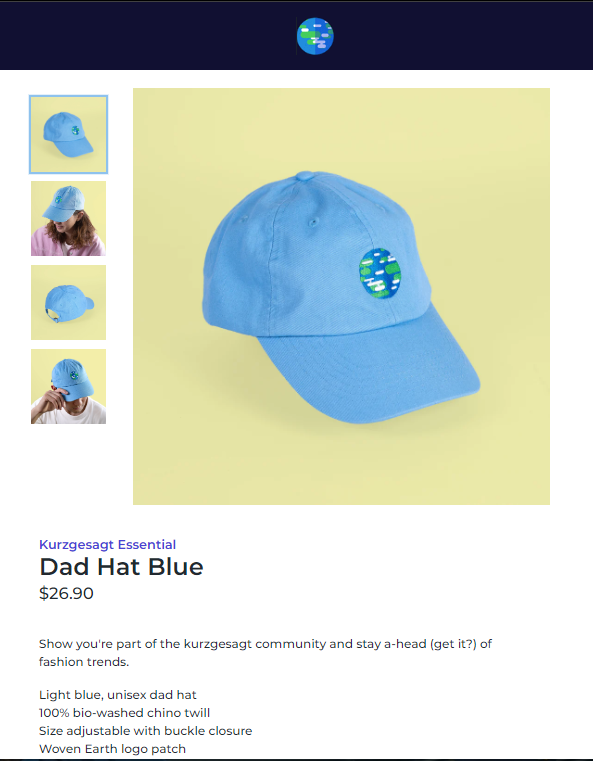 Kurzgesagt Essential
Dad Hat Blue
$26.90
Show you're part of the kurzgesagt community and stay a-head (get it?) of
fashion trends.
Light blue, unisex dad hat
100% bio-washed chino twill
Size adjustable with buckle closure
Woven Earth logo patch